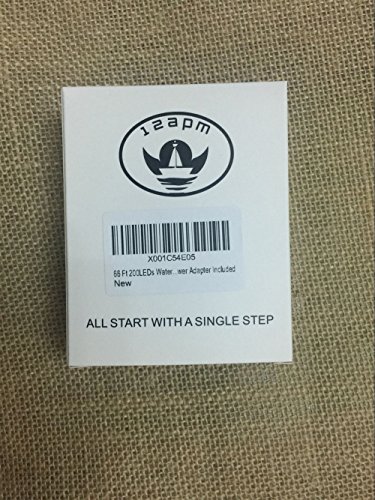 12apm
X001C54E05
66 Ft 200LEDs Water...wer Adapter Included
New
ALL START WITH A SINGLE STEP